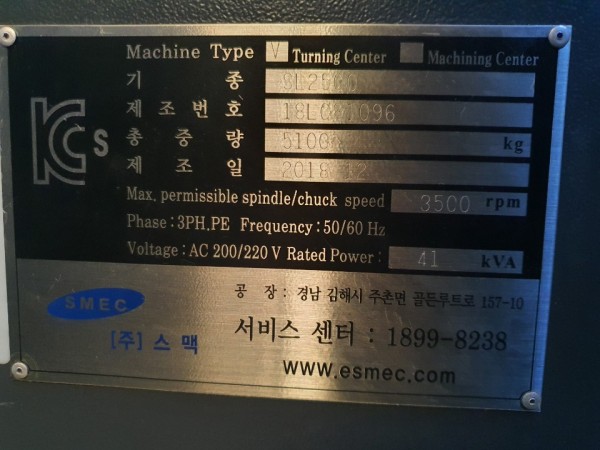 Machine Type V Turning Center Machining Center
기 종
제 조 번 호
총 중 량 5100 kg
제 조 일
Max. permissible spindle/chuck speed 3500 rpm
Phase : 3PH,PE Frequency : 50/60 Hz
Voltage : AC 200/220 V Rated Power : 41 kVA
KCs
SMEC
[주] 스 맥
공 장 : 경남 김해시 주촌면 골든루트로 157-10
서비스 센터 : 1899-8238
www.esmec.com